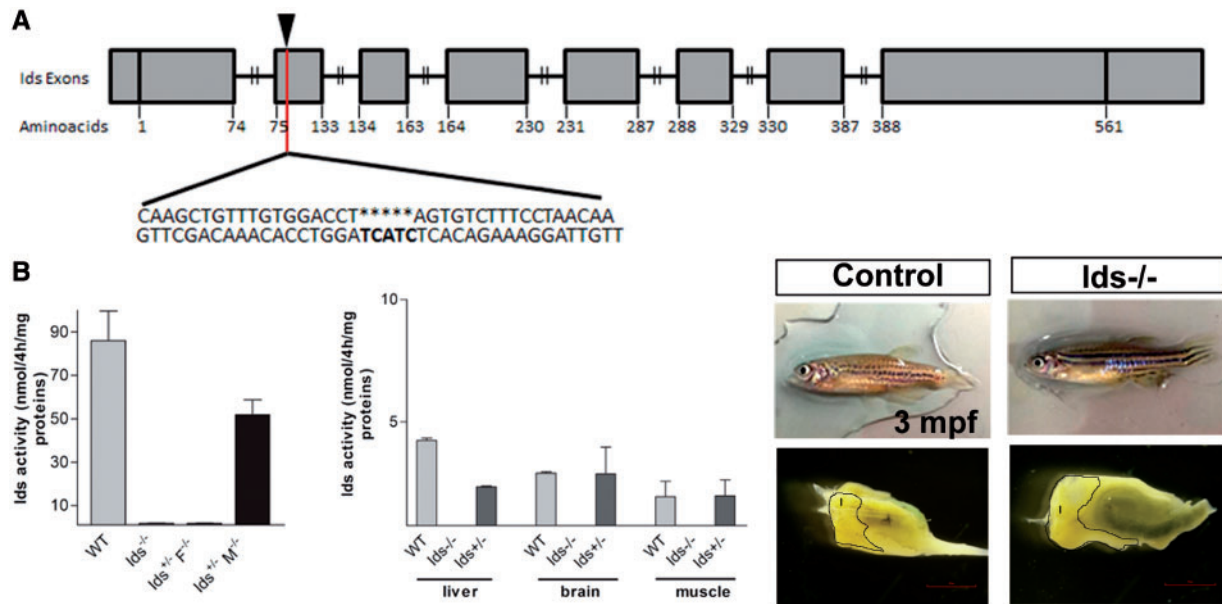 A
Ids Exons
Aminoacids
1 74 75 133 134 163 164 230 231 287 288 329 330 387 388 561
CAAGCTGTTTGTGGACCT*****AGTGTCTTTCCTAACAA
GTTCGACAAACACCTGGATCATCTCACAGAAAGGATTGTT
B
Ids activity (nmol/4h/mg proteins)
90
70
50
30
10
WT
Ids-/-
Ids+/- F-/-
Ids+/- M-/-
Ids activity (nmol/4h/mg proteins)
10
5
WT Ids-/- Ids+/- WT Ids-/- Ids+/- WT Ids-/- Ids+/-
liver brain muscle
Control
Ids-/-
3 mpf
l
l